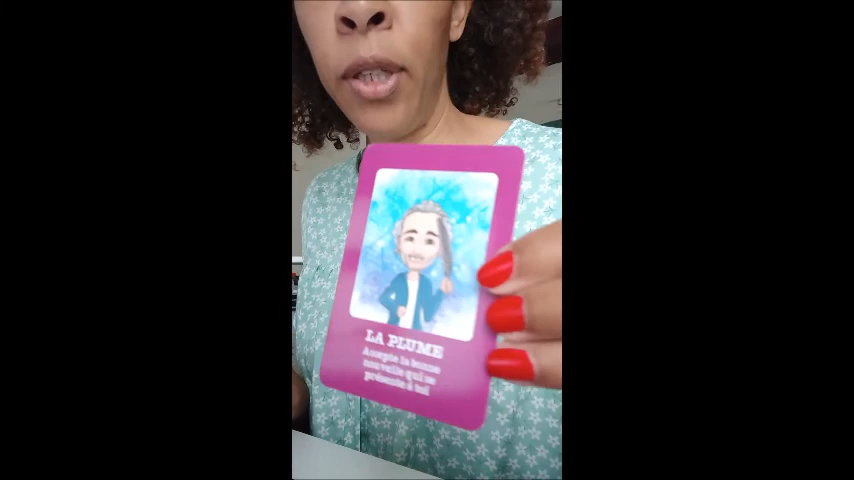 LA PLUME
Accepte la bonne
nouvelle qui se
présente à toi